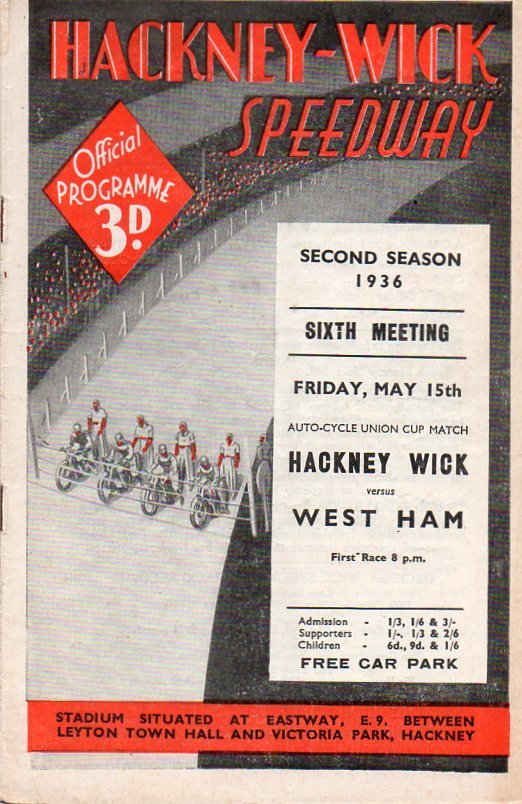 HACKNEY-WICK
SPEEDWAY
Official
PROGRAMME
3D.
SECOND SEASON
1936
SIXTH MEETING
FRIDAY, MAY 15th
AUTO-CYCLE UNION CUP MATCH
HACKNEY WICK
versus
WEST HAM
First Race 8 p.m.
Admission - 1/3, 1/6 & 3/-
Supporters - 1/-, 1/3 & 2/6
Children - 6d., 9d. & 1/6
FREE CAR PARK
STADIUM SITUATED AT EASTWAY, E.9, BETWEEN
LEYTON TOWN HALL AND VICTORIA PARK, HACKNEY